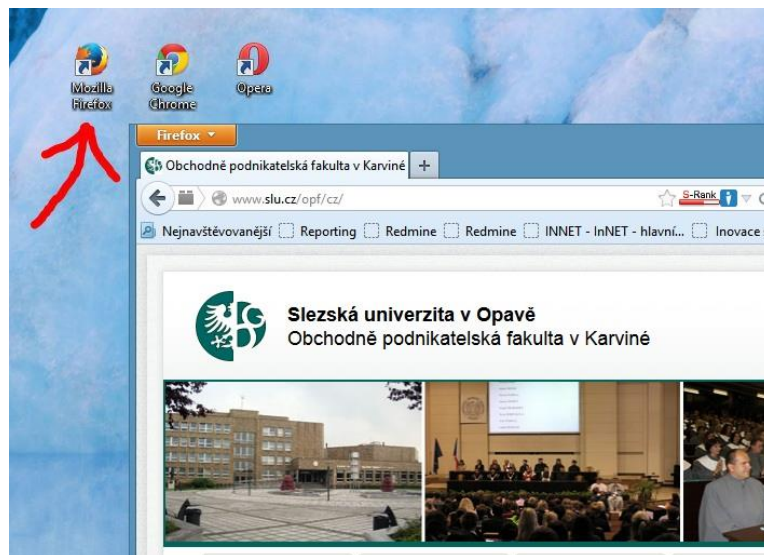 Mozilla Firefox
Google Chrome
Opera
Firefox
Obchodně podnikatelská fakulta v Karviné
www.slu.cz/opf/cz/
S-Rank
Nejnavštěvovanější Reporting Redmine Redmine INNET - InNET - hlavní... Inovace
Slezská univerzita v Opavě
Obchodně podnikatelská fakulta v Karviné